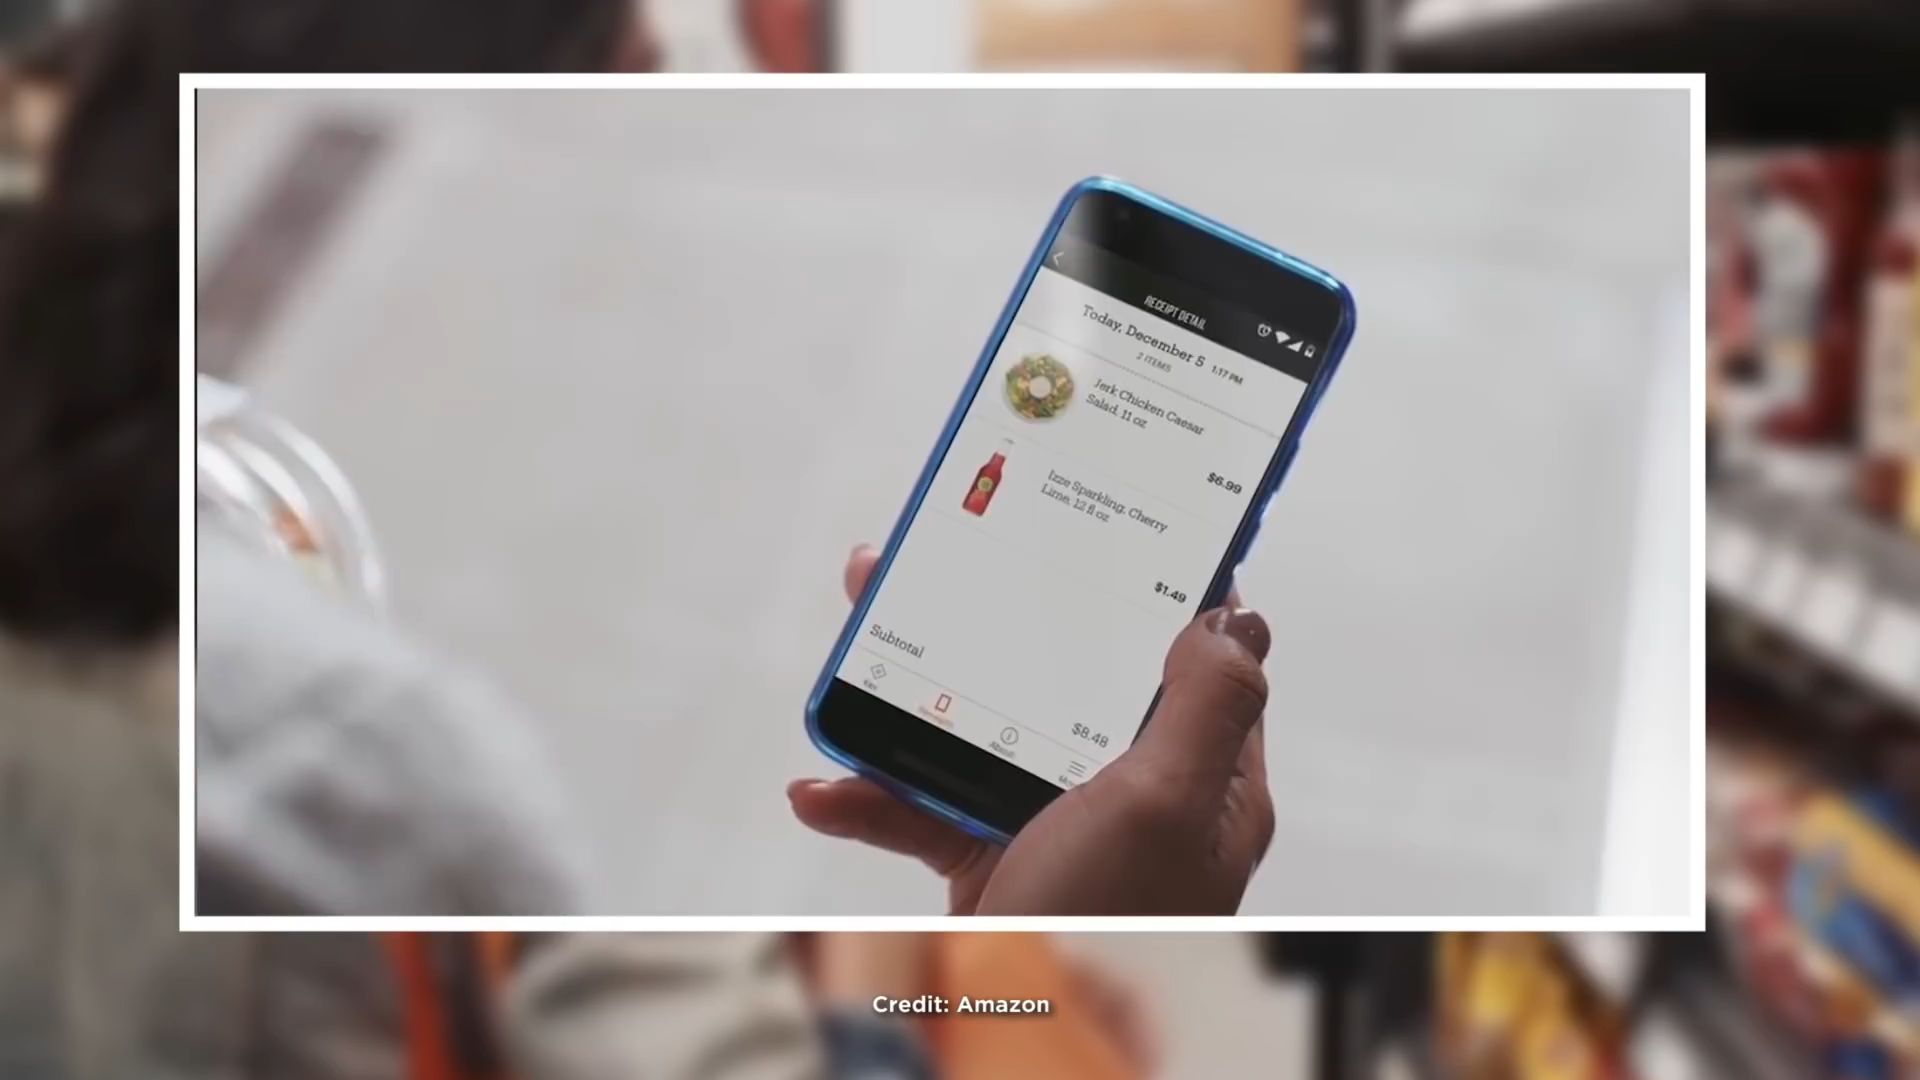 RECEIPT DETAIL
Today, December 5 1:17 PM
2 ITEMS
Jerk Chicken Caesar
Salad, 11 oz
$6.99
Izze Sparkling, Cherry
Lime, 12 fl oz
$1.49
Subtotal
$8.48
About
Credit: Amazon